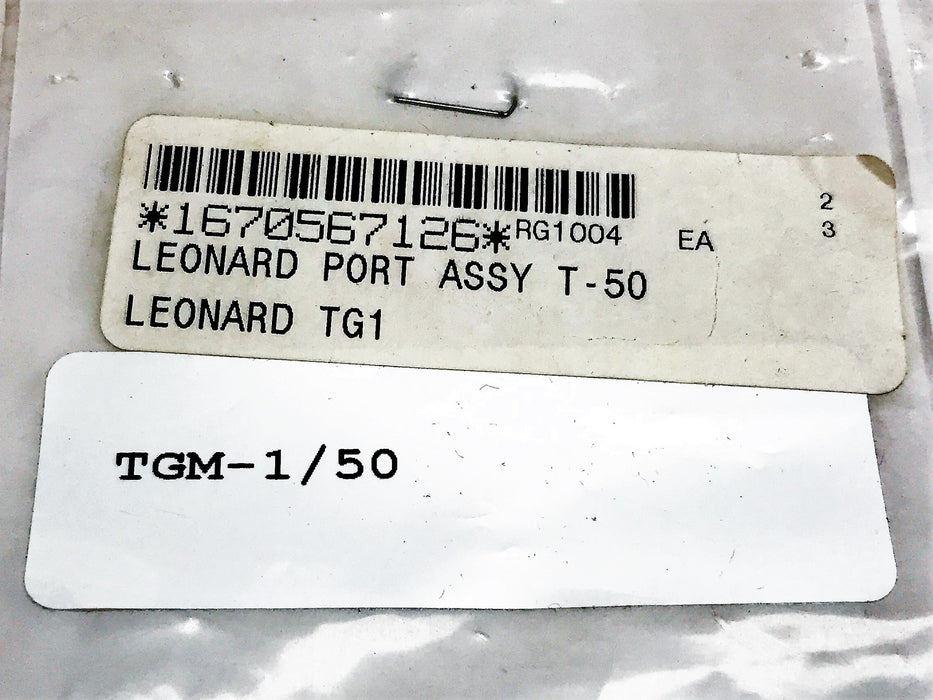 2
*1670567126* RG1004 EA 3
LEONARD PORT ASSY T-50
LEONARD TG1
TGM-1/50